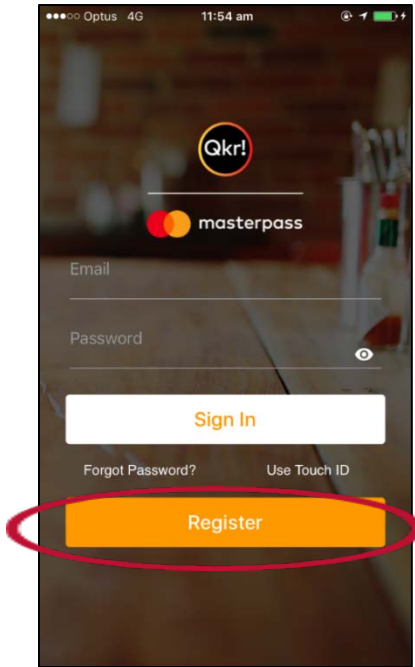 Optus 4G 11:54 am
Qkr!
masterpass
Email
Password
Sign In
Forgot Password? Use Touch ID
Register